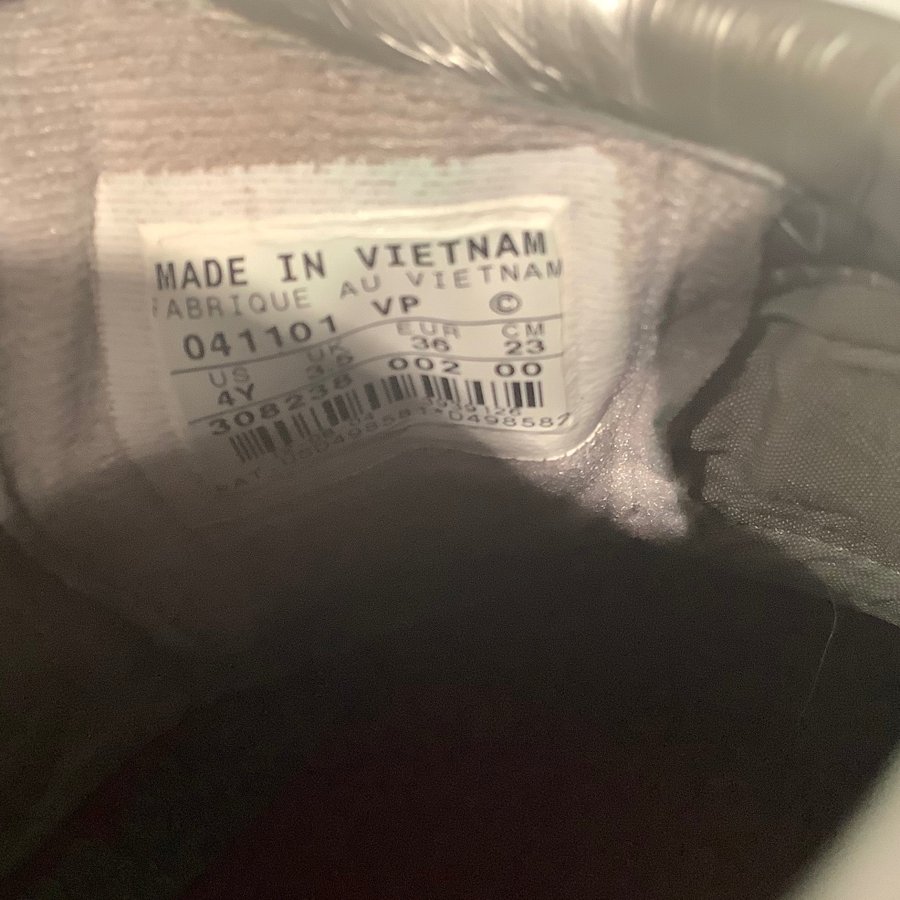 MADE IN VIETNAM
FABRIQUE AU VIETNAM
041101 VP ©
US UK EUR CM
4Y 36 23
308238 002 00